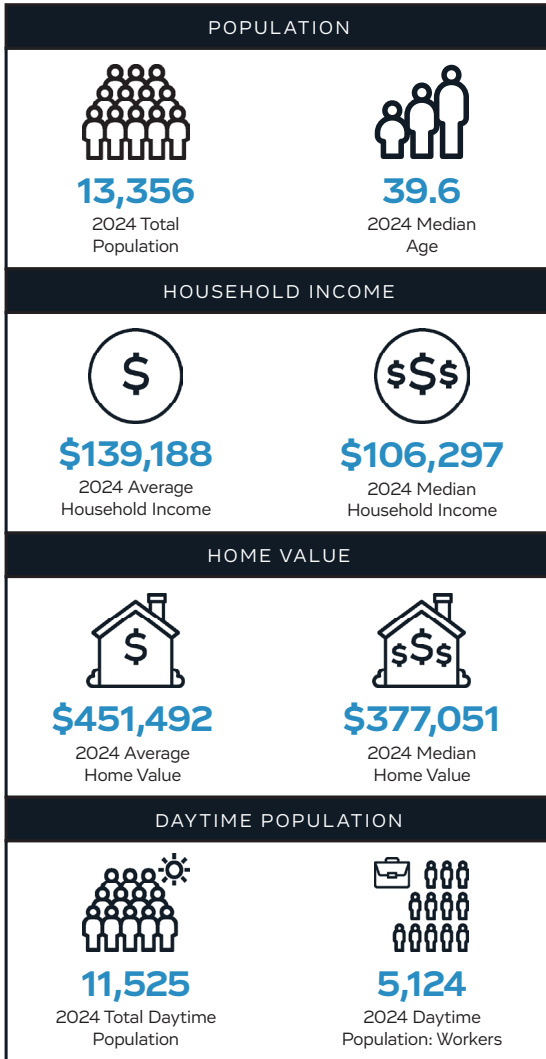 POPULATION
13,356
2024 Total
Population
39.6
2024 Median
Age
HOUSEHOLD INCOME
$
$139,188
2024 Average
Household Income
$$$
$106,297
2024 Median
Household Income
HOME VALUE
$
$451,492
2024 Average
Home Value
$$$
$377,051
2024 Median
Home Value
DAYTIME POPULATION
11,525
2024 Total Daytime
Population
5,124
2024 Daytime
Population: Workers